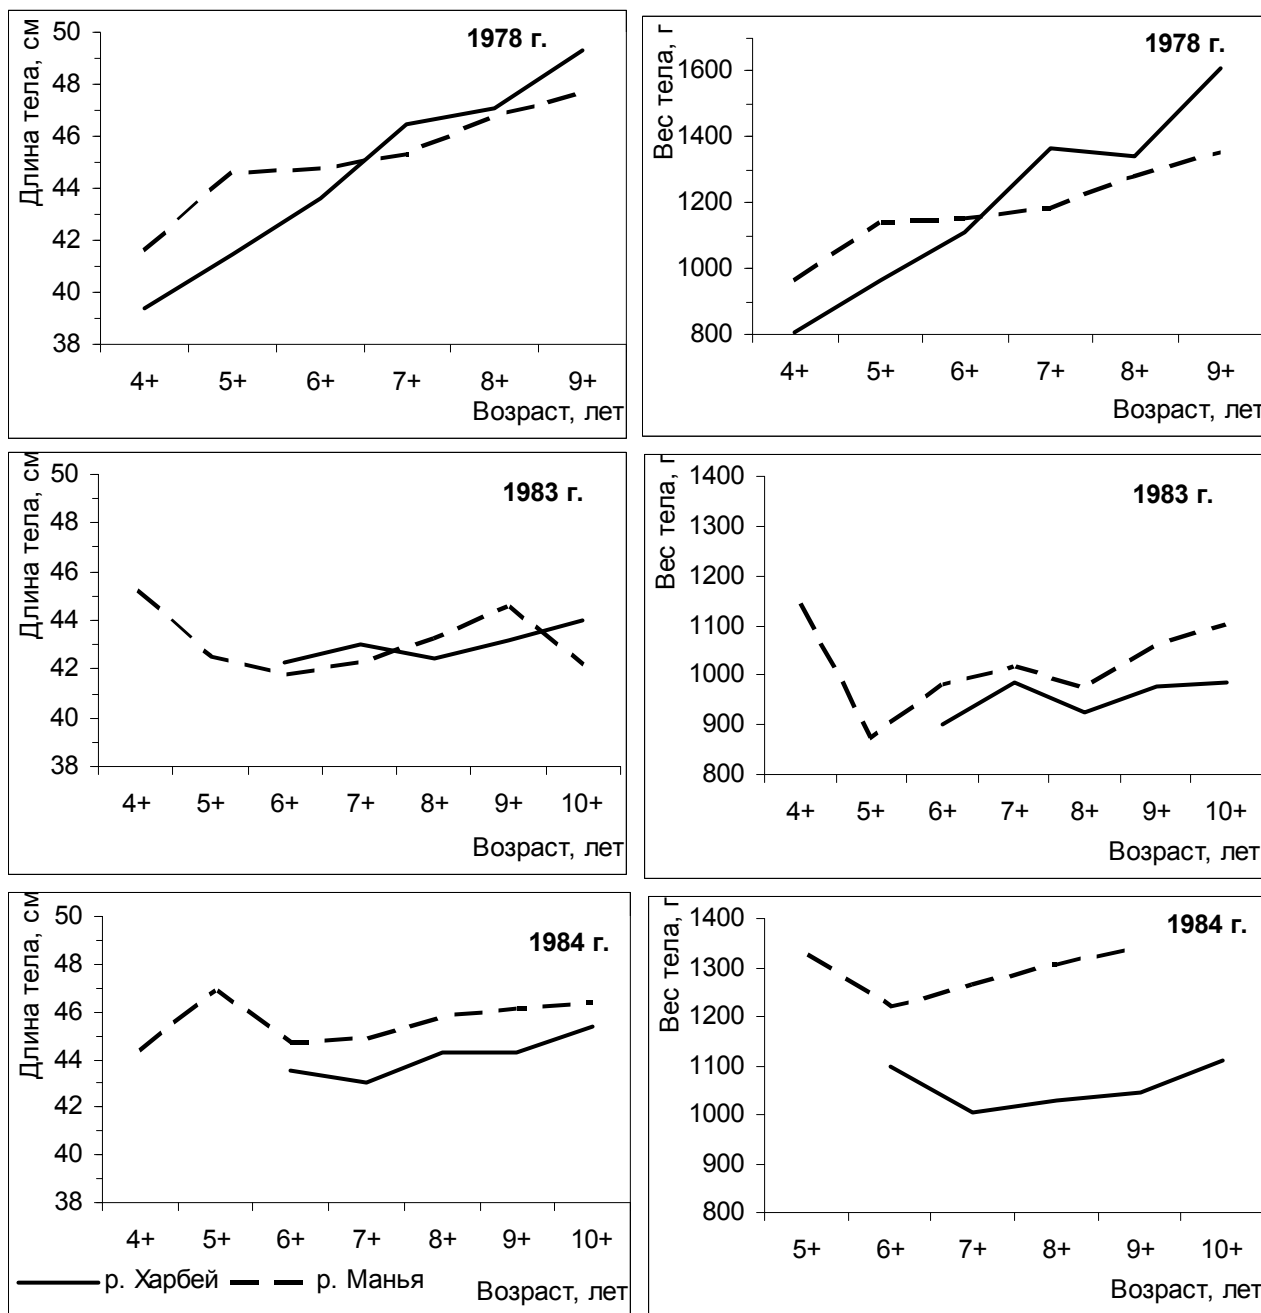 Длина тела, см
1978 г.
50
48
46
44
42
40
38
4+ 5+ 6+ 7+ 8+ 9+
Возраст, лет
Вес тела, г
1978 г.
1600
1400
1200
1000
800
4+ 5+ 6+ 7+ 8+ 9+
Возраст, лет
Длина тела, см
1983 г.
50
48
46
44
42
40
38
4+ 5+ 6+ 7+ 8+ 9+ 10+
Возраст, лет
Вес тела, г
1983 г.
1400
1300
1200
1100
1000
900
800
4+ 5+ 6+ 7+ 8+ 9+ 10+
Возраст, лет
Длина тела, см
1984 г.
50
48
46
44
42
40
38
4+ 5+ 6+ 7+ 8+ 9+ 10+
р. Харбей р. Манья Возраст, лет
Вес тела, г
1984 г.
1400
1300
1200
1100
1000
900
800
5+ 6+ 7+ 8+ 9+ 10+
Возраст, лет